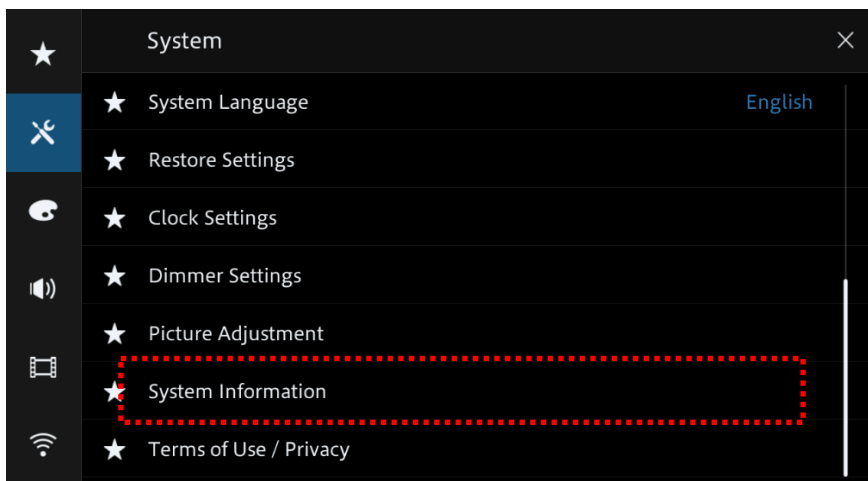 System
System Language English
Restore Settings
Clock Settings
Dimmer Settings
Picture Adjustment
System Information
Terms of Use / Privacy